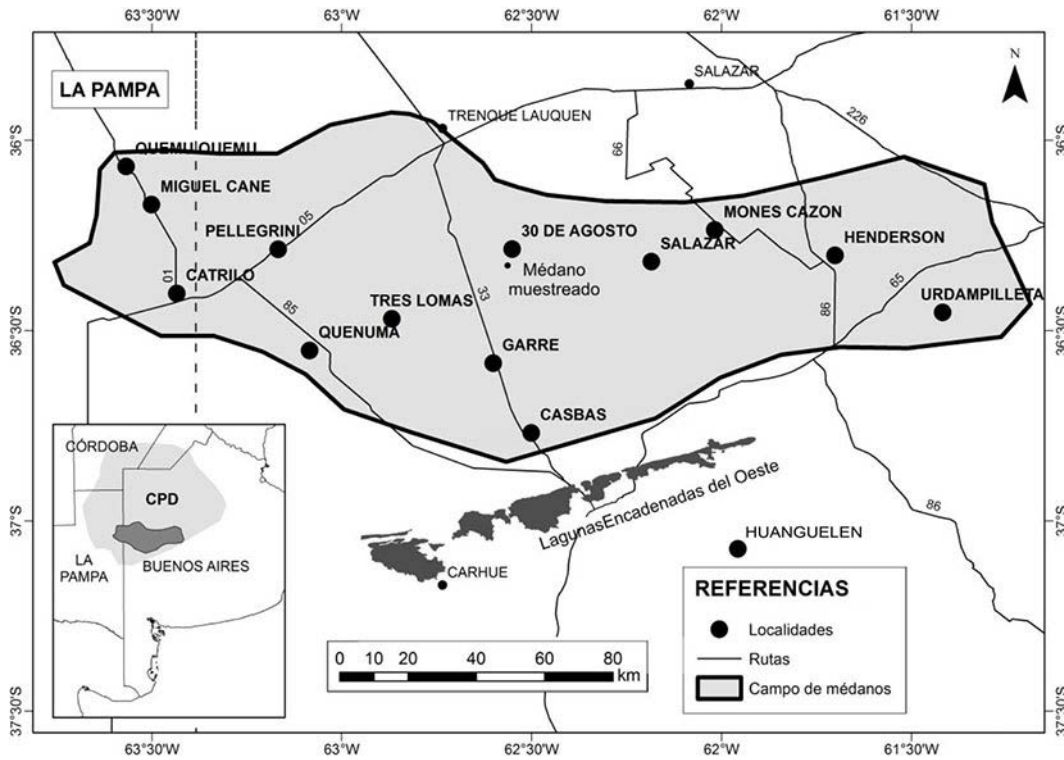 63°30'W
63°W
62°30'W
62°W
61°30'W
N
LA PAMPA
SALAZAR
TRENQUE LAUQUEN
226
36°S
36°S
66
QUEMU QUEMU
MIGUEL CANE
05
PELLEGRINI
30 DE AGOSTO
MONES CAZON
SALAZAR
HENDERSON
Médano
muestreado
01
CATRILO
85
33
TRES LOMAS
86
65
URDAMPILLETA
36°30'S
36°30'S
QUENUMA
GARRE
CASBAS
CÓRDOBA
CPD
LA
PAMPA
BUENOS AIRES
Lagunas Encadenadas del Oeste
37°S
37°S
86
HUANGUELEN
CARHUE
REFERENCIAS
Localidades
Rutas
Campo de médanos
0 10 20 40 60 80
km
37°30'S
37°30'S
63°30'W
63°W
62°30'W
62°W
61°30'W